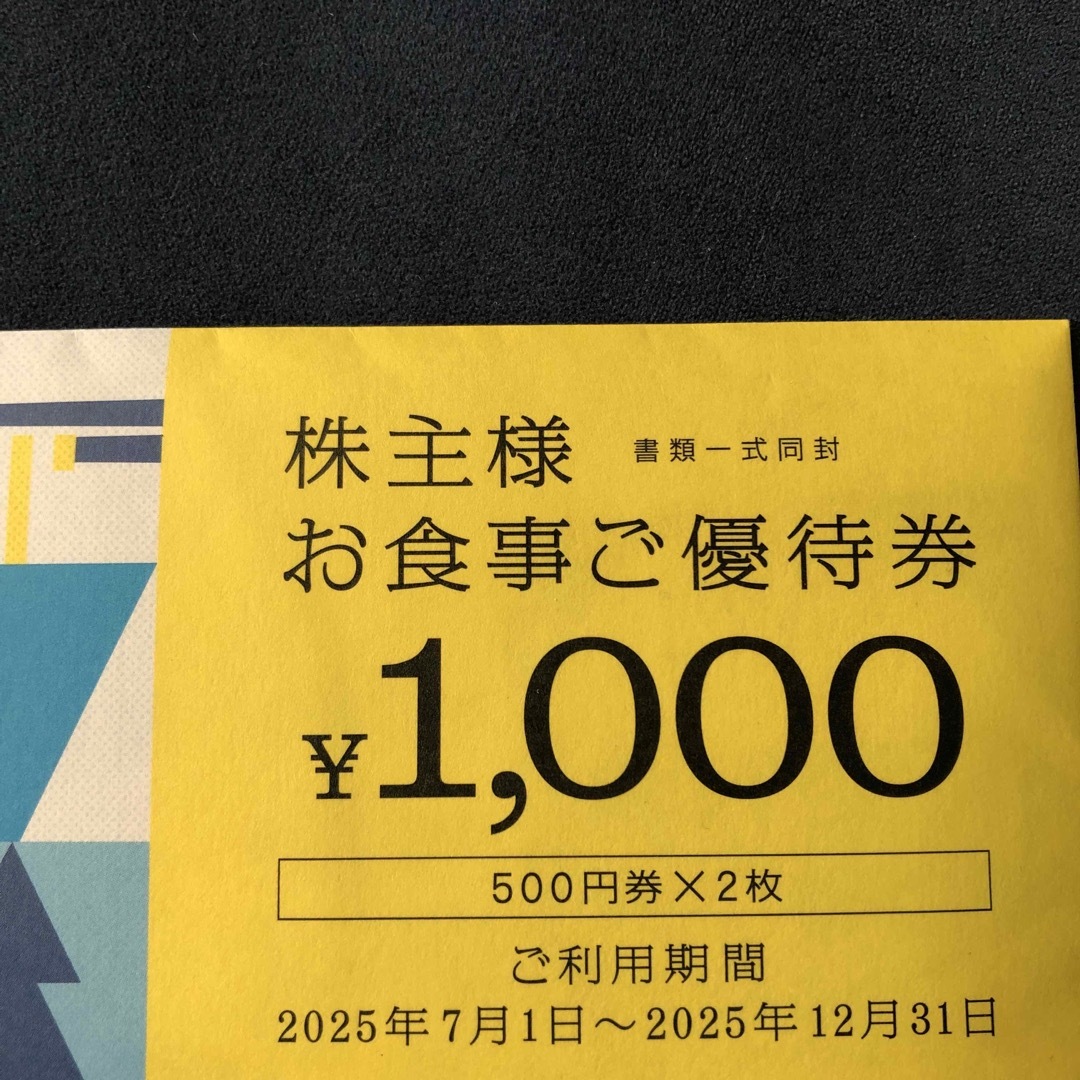 株主様 書類一式同封
お食事ご優待券
¥1,000
500円券×2枚
ご利用期間
2025年7月1日～2025年12月31日